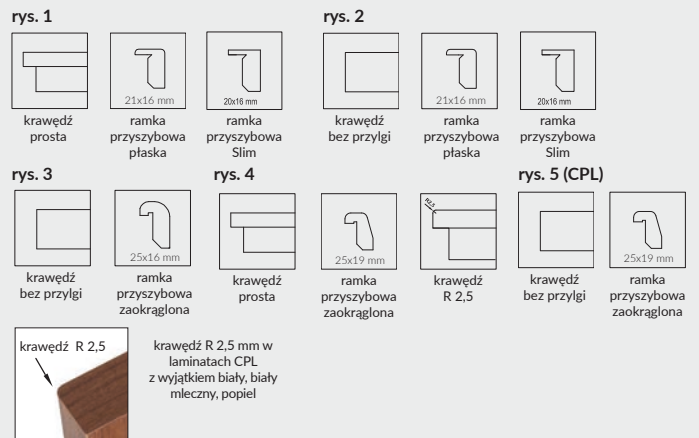 rys. 1
21x16 mm
20x16 mm
krawędź
prosta
ramka
przyszybowa
płaska
ramka
przyszybowa
Slim
rys. 2
21x16 mm
20x16 mm
krawędź
bez przylgi
ramka
przyszybowa
płaska
ramka
przyszybowa
Slim
rys. 3
25x16 mm
krawędź
bez przylgi
ramka
przyszybowa
zaokrąglona
rys. 4
25x19 mm
R2,5
krawędź
prosta
ramka
przyszybowa
zaokrąglona
krawędź
R 2,5
rys. 5 (CPL)
25x19 mm
krawędź
bez przylgi
ramka
przyszybowa
zaokrąglona
krawędź R 2,5
krawędź R 2,5 mm w
laminatach CPL
z wyjątkiem biały, biały
mleczny, popiel